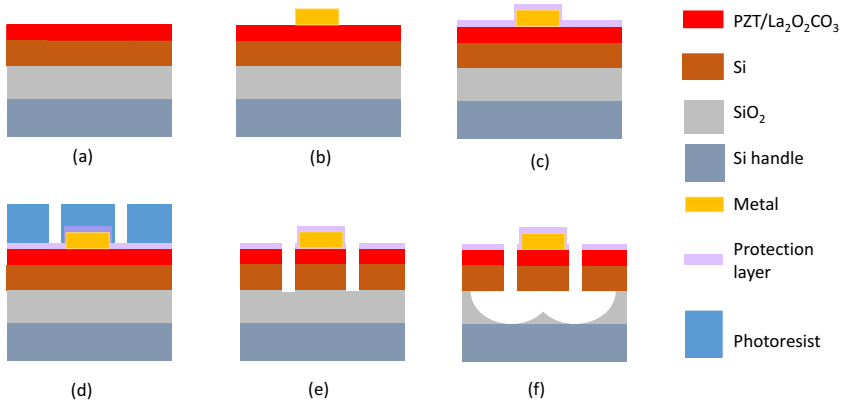 (a)
(b)
(c)
(d)
(e)
(f)
PZT/La₂O₂CO₃
Si
SiO₂
Si handle
Metal
Protection
layer
Photoresist